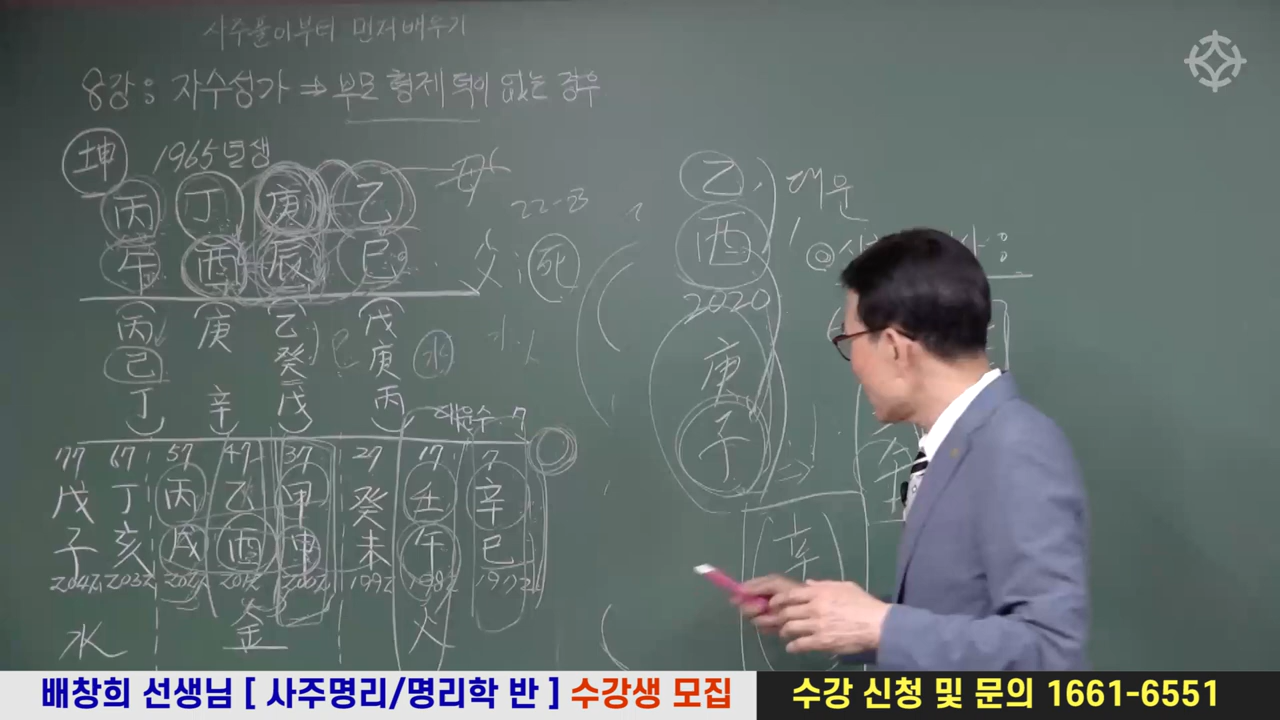 사주풀이부터 먼저배우기
8강: 자수성가 ⇒ 부모 형제 덕이 없는 경우
坤 1965년생
丙 丁 庚 乙 母
午 酉 辰 巳 父: 死
22-23
丙 庚 乙 戊
己 癸 庚 水
丁 辛 戊 丙
대운수 7
77 67 57 47 37 27 17 7
戊 丁 丙 乙 甲 癸 壬 辛
子 亥 戌 酉 申 未 午 巳
水 金 火
乙 대운
酉
2020
庚
子
辛
배창희 선생님 [ 사주명리/명리학 반 ] 수강생 모집
수강 신청 및 문의 1661-6551